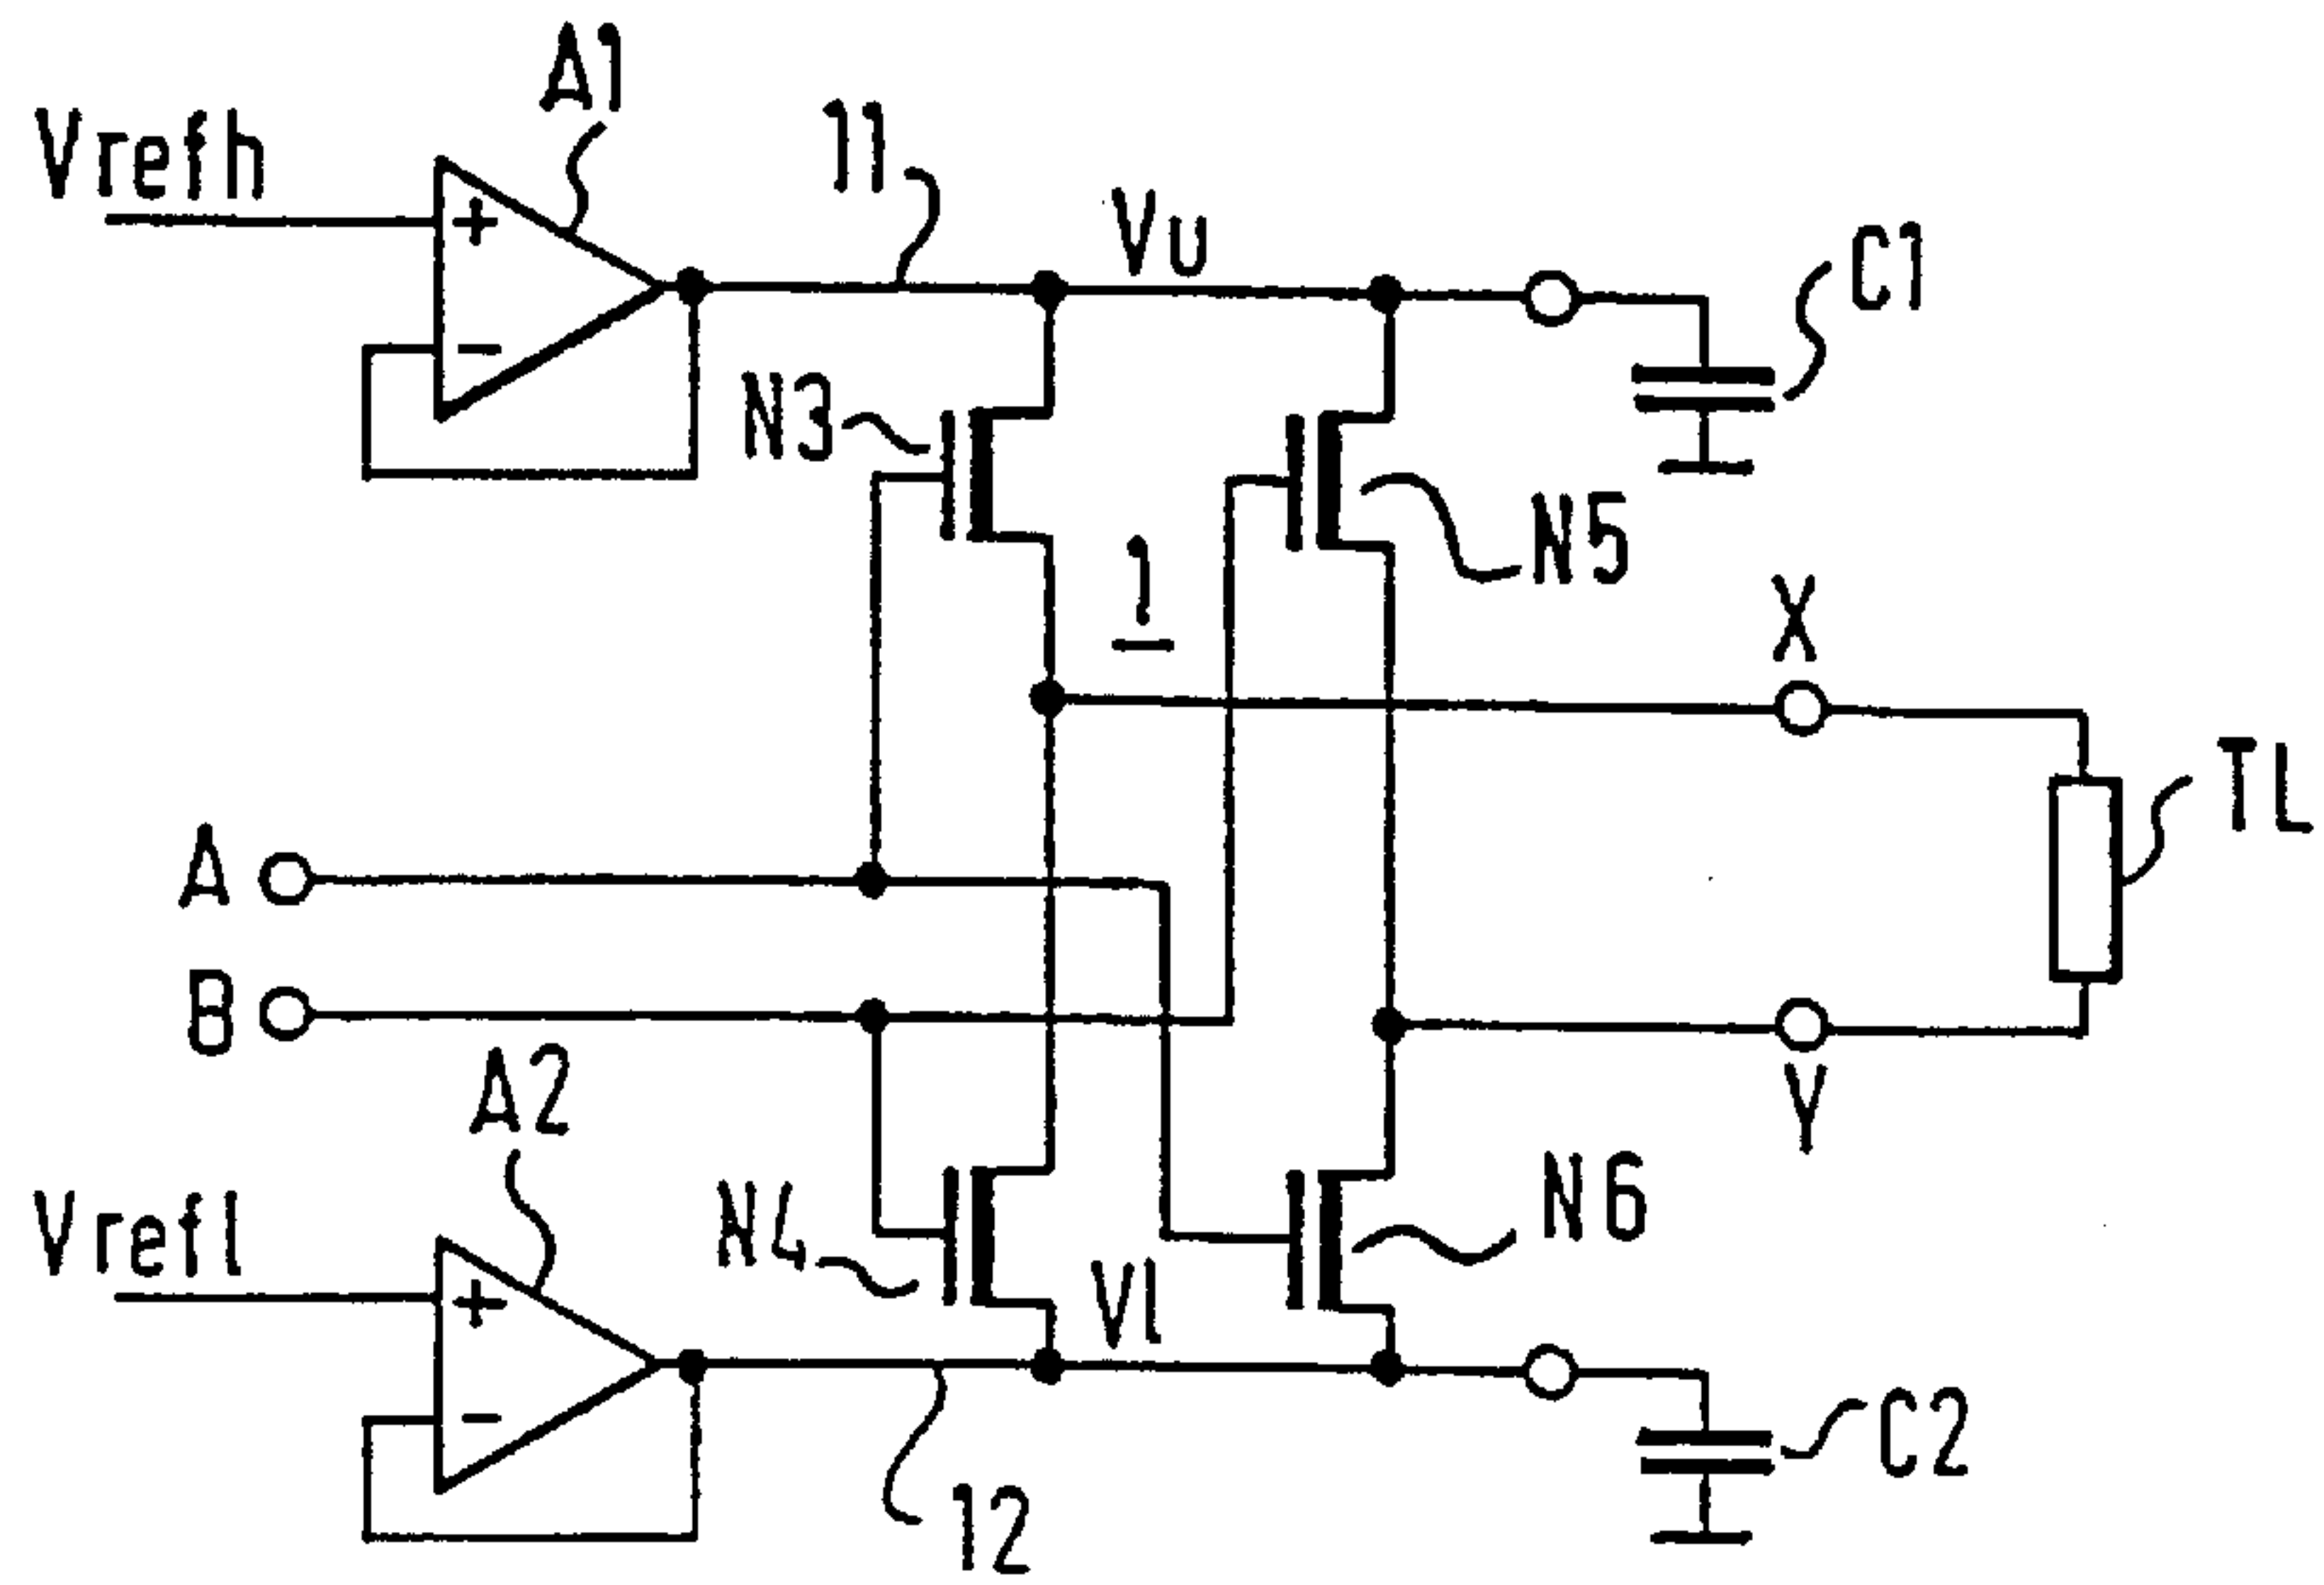 A1
Vrefh
11
Vu
C1
+
−
N3
N5
1
X
TL
A
B
Y
A2
Vrefl
N4
N6
Vl
+
−
C2
12